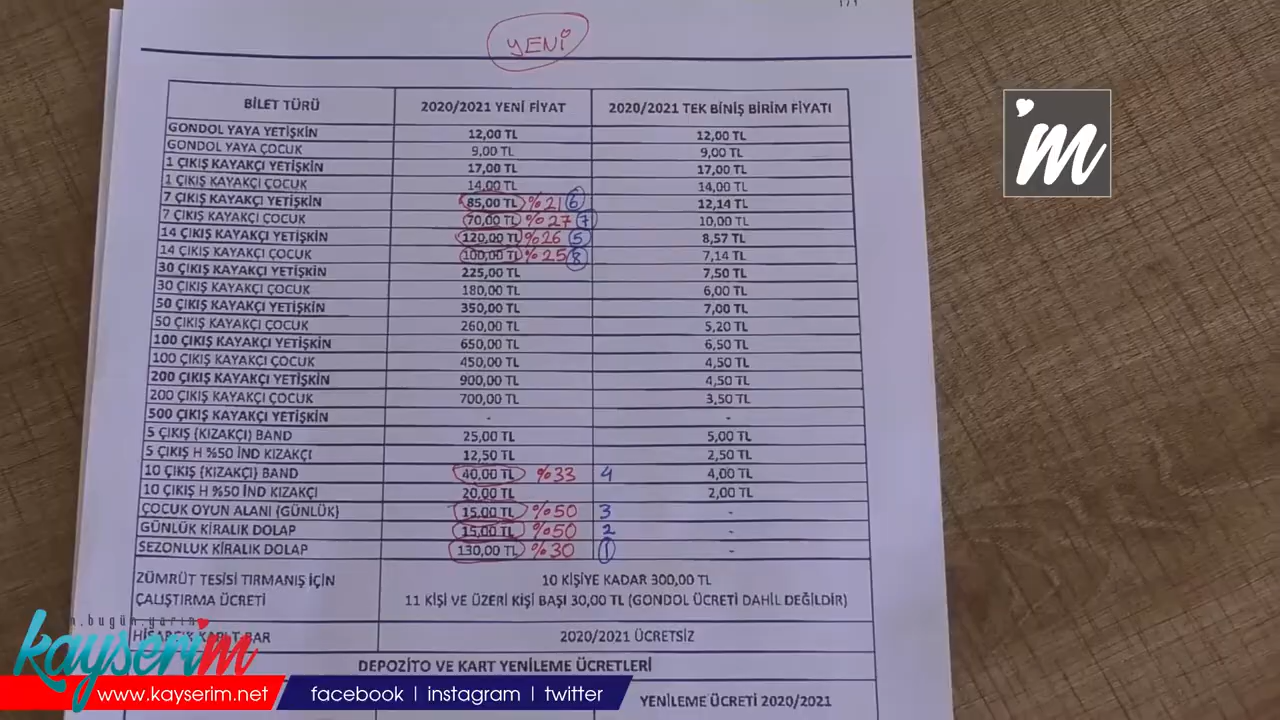 YENİ
BİLET TÜRÜ 2020/2021 YENİ FİYAT 2020/2021 TEK BİNİŞ BİRİM FİYATI
GONDOL YAYA YETİŞKİN 12,00 TL 12,00 TL
GONDOL YAYA ÇOCUK 9,00 TL 9,00 TL
1 ÇIKIŞ KAYAKÇI YETİŞKİN 17,00 TL 17,00 TL
1 ÇIKIŞ KAYAKÇI ÇOCUK 14,00 TL 14,00 TL
7 ÇIKIŞ KAYAKÇI YETİŞKİN 85,00 TL %21 6 12,14 TL
7 ÇIKIŞ KAYAKÇI ÇOCUK 70,00 TL %27 7 10,00 TL
14 ÇIKIŞ KAYAKÇI YETİŞKİN 120,00 TL %26 5 8,57 TL
14 ÇIKIŞ KAYAKÇI ÇOCUK 100,00 TL %25 8 7,14 TL
30 ÇIKIŞ KAYAKÇI YETİŞKİN 225,00 TL 7,50 TL
30 ÇIKIŞ KAYAKÇI ÇOCUK 180,00 TL 6,00 TL
50 ÇIKIŞ KAYAKÇI YETİŞKİN 350,00 TL 7,00 TL
50 ÇIKIŞ KAYAKÇI ÇOCUK 260,00 TL 5,20 TL
100 ÇIKIŞ KAYAKÇI YETİŞKİN 650,00 TL 6,50 TL
100 ÇIKIŞ KAYAKÇI ÇOCUK 450,00 TL 4,50 TL
200 ÇIKIŞ KAYAKÇI YETİŞKİN 900,00 TL 4,50 TL
200 ÇIKIŞ KAYAKÇI ÇOCUK 700,00 TL 3,50 TL
500 ÇIKIŞ KAYAKÇI YETİŞKİN - -
5 ÇIKIŞ (KIZAKÇI) BAND 25,00 TL 5,00 TL
5 ÇIKIŞ H %50 İND KIZAKÇI 12,50 TL 2,50 TL
10 ÇIKIŞ (KIZAKÇI) BAND 40,00 TL %33 4 4,00 TL
10 ÇIKIŞ H %50 İND KIZAKÇI 20,00 TL 2,00 TL
ÇOCUK OYUN ALANI (GÜNLÜK) 15,00 TL %50 3 -
GÜNLÜK KİRALIK DOLAP 15,00 TL %50 2 -
SEZONLUK KİRALIK DOLAP 130,00 TL %30 1 -
ZÜMRÜT TESİSİ TIRMANIŞ İÇİN
ÇALIŞTIRMA ÜCRETİ
10 KİŞİYE KADAR 300,00 TL
11 KİŞİ VE ÜZERİ KİŞİ BAŞI 30,00 TL (GONDOL ÜCRETİ DAHİL DEĞİLDİR)
2020/2021 ÜCRETSİZ
DEPOZİTO VE KART YENİLEME ÜCRETLERİ
YENİLEME ÜCRETİ 2020/2021
'm
kayserim
www.kayserim.net facebook | instagram | twitter